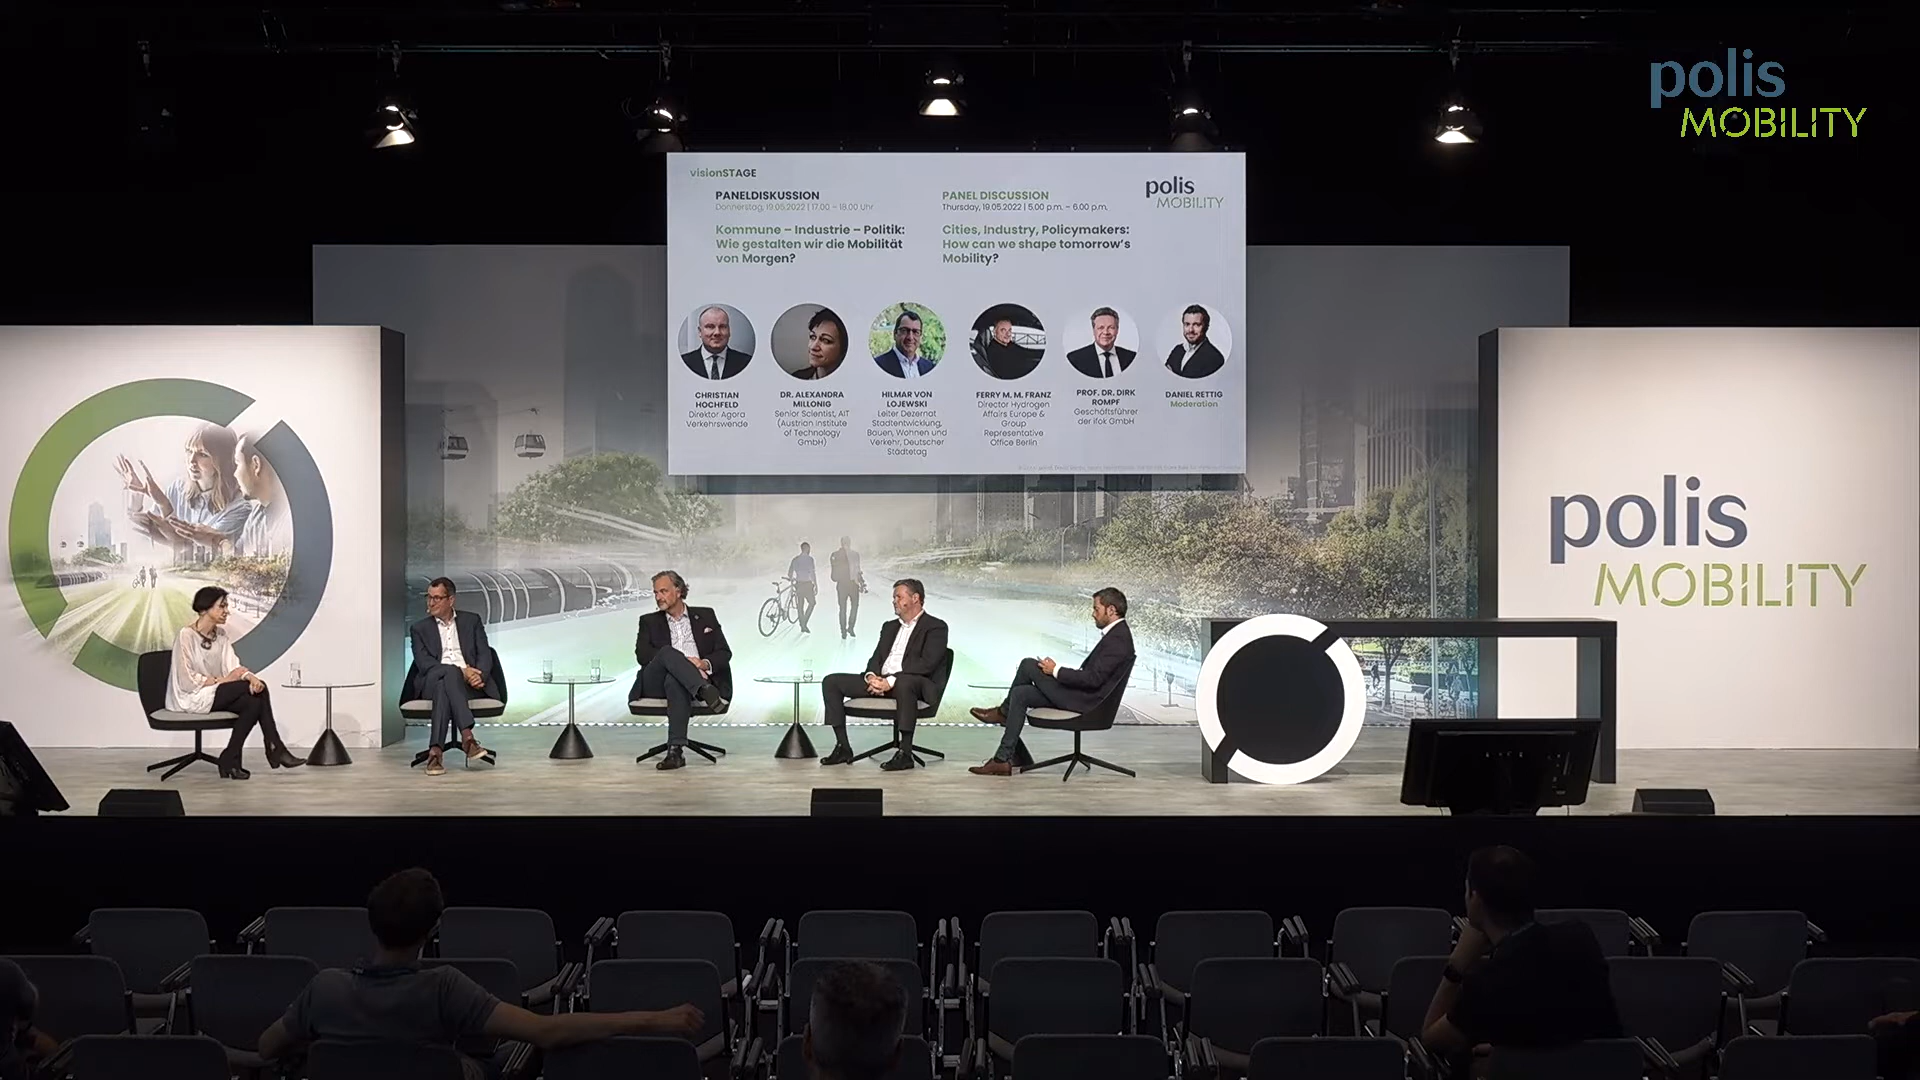 polis
MOBILITY
visionSTAGE
PANELDISKUSSION
Donnerstag, 19.05.2022 | 17.00 – 18.00 Uhr
Kommune – Industrie – Politik:
Wie gestalten wir die Mobilität
von Morgen?
PANEL DISCUSSION
Thursday, 19.05.2022 | 5.00 p.m. – 6.00 p.m.
Cities, Industry, Policymakers:
How can we shape tomorrow's
Mobility?
polis
MOBILITY
CHRISTIAN
HOCHFELD
Direktor Agora
Verkehrswende
DR. ALEXANDRA
MILLONIG
Senior Scientist, AIT
(Austrian Institute
of Technology
GmbH)
HILMAR VON
LOJEWSKI
Leiter Dezernat
Stadtentwicklung,
Bauen, Wohnen und
Verkehr, Deutscher
Städtetag
FERRY M. M. FRANZ
Director Hydrogen
Affairs Europe &
Group
Representative
Office Berlin
PROF. DR. DIRK
ROMPF
Geschäftsführer
der ifok GmbH
DANIEL RETTIG
Moderation
polis
MOBILITY